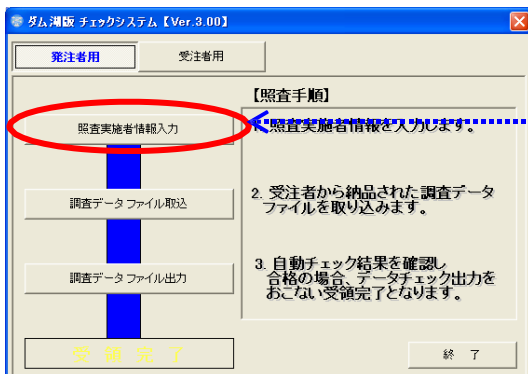 ダム湖版 チェックシステム【Ver.3.00】
発注者用
受注者用
【照査手順】
照査実施者情報入力
1. 照査実施者情報を入力します。
調査データファイル取込
2. 受注者から納品された調査データ
ファイルを取り込みます。
調査データファイル出力
3. 自動チェック結果を確認し
合格の場合、データチェック出力を
おこない受領完了となります。
受 領 完 了
終 了